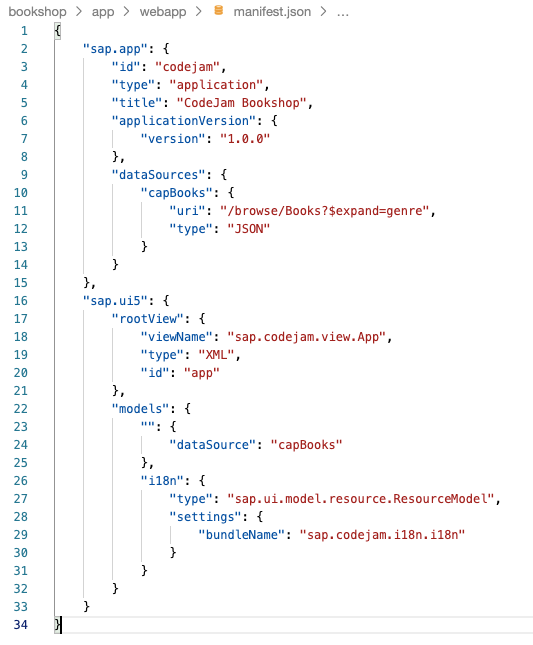 bookshop > app > webapp > manifest.json > ...
1 {
2 "sap.app": {
3 "id": "codejam",
4 "type": "application",
5 "title": "CodeJam Bookshop",
6 "applicationVersion": {
7 "version": "1.0.0"
8 },
9 "dataSources": {
10 "capBooks": {
11 "uri": "/browse/Books?$expand=genre",
12 "type": "JSON"
13 }
14 }
15 },
16 "sap.ui5": {
17 "rootView": {
18 "viewName": "sap.codejam.view.App",
19 "type": "XML",
20 "id": "app"
21 },
22 "models": {
23 "": {
24 "dataSource": "capBooks"
25 },
26 "i18n": {
27 "type": "sap.ui.model.resource.ResourceModel",
28 "settings": {
29 "bundleName": "sap.codejam.i18n.i18n"
30 }
31 }
32 }
33 }
34 }